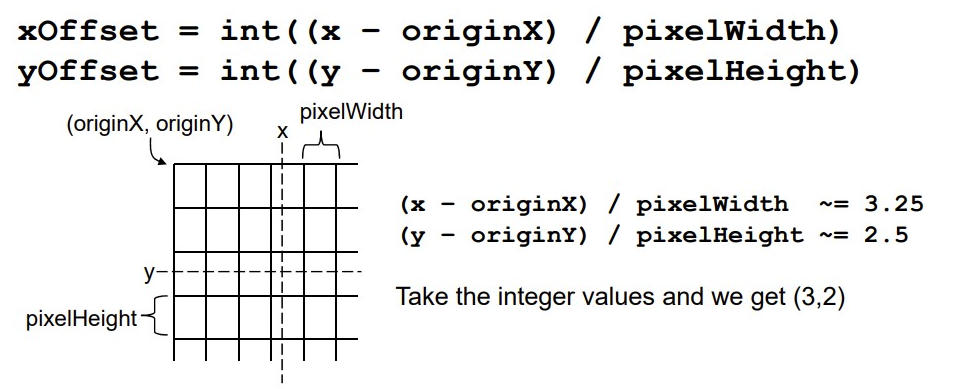 xOffset = int((x - originX) / pixelWidth)
yOffset = int((y - originY) / pixelHeight)
pixelWidth
(originX, originY)
x
(x - originX) / pixelWidth ~= 3.25
(y - originY) / pixelHeight ~= 2.5
y
Take the integer values and we get (3,2)
pixelHeight